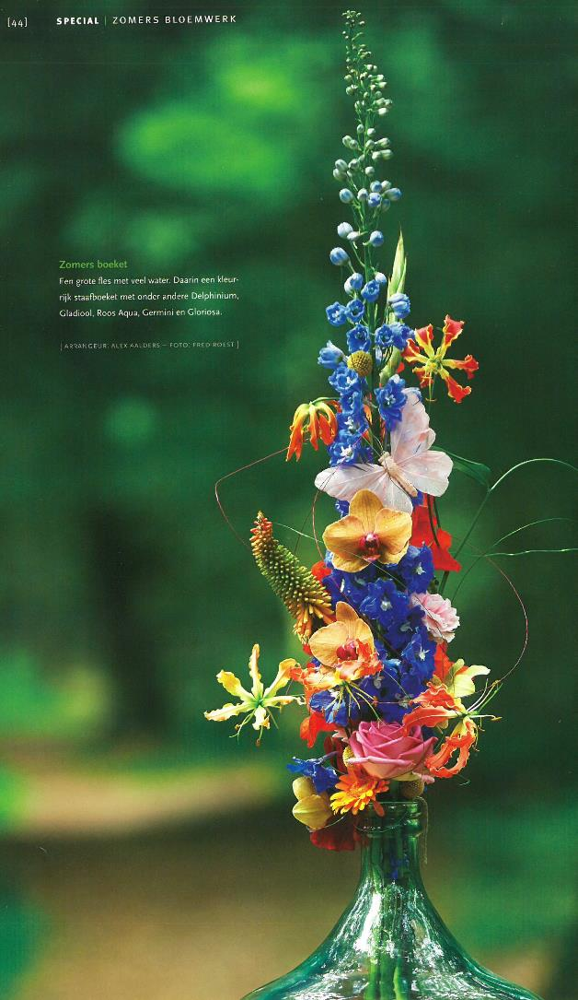 [44] SPECIAL | ZOMERS BLOEMWERK
Zomers boeket
Een grote fles met veel water. Daarin een kleur-
rijk staafboeket met onder andere Delphinium,
Gladiool, Roos Aqua, Germini en Gloriosa.
[ ARRANGEUR: ALEX AALDERS – FOTO: FRED ROEST ]